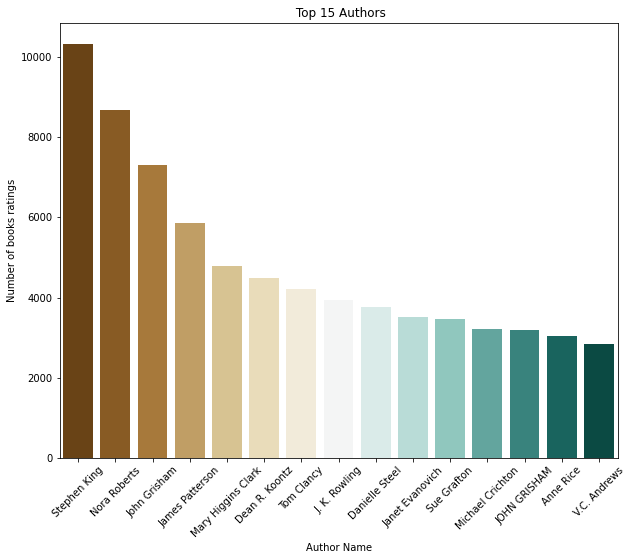 Top 15 Authors
Number of books ratings
10000
8000
6000
4000
2000
0
Stephen King
Nora Roberts
John Grisham
James Patterson
Mary Higgins Clark
Dean R. Koontz
Tom Clancy
J. K. Rowling
Danielle Steel
Janet Evanovich
Sue Grafton
Michael Crichton
JOHN GRISHAM
Anne Rice
V.C. Andrews
Author Name